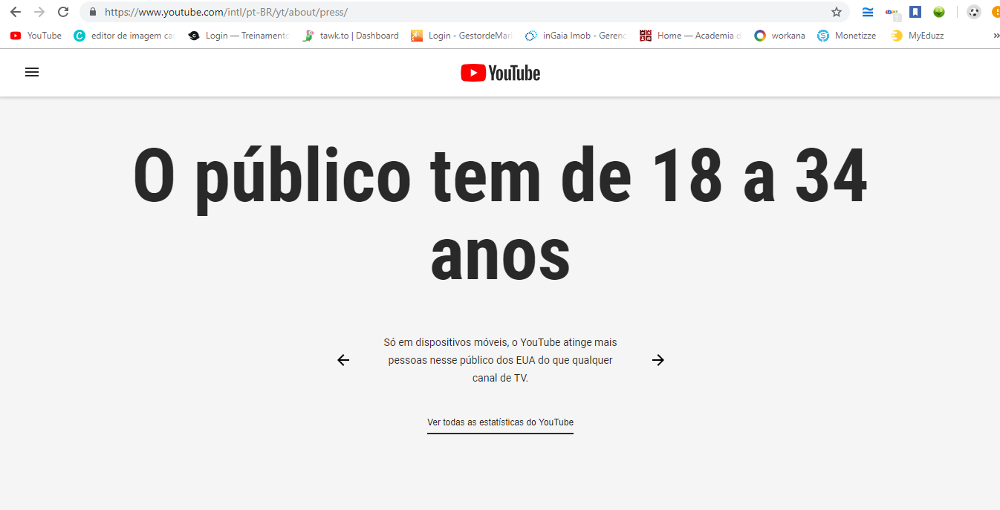 https://www.youtube.com/intl/pt-BR/yt/about/press/
YouTube editor de imagem ca Login — Treinamento tawk.to | Dashboard Login - GestordeMar inGaia Imob - Geren Home — Academia d workana Monetizze MyEduzz »
YouTube
O público tem de 18 a 34
anos
Só em dispositivos móveis, o YouTube atinge mais
pessoas nesse público dos EUA do que qualquer
canal de TV.
Ver todas as estatísticas do YouTube